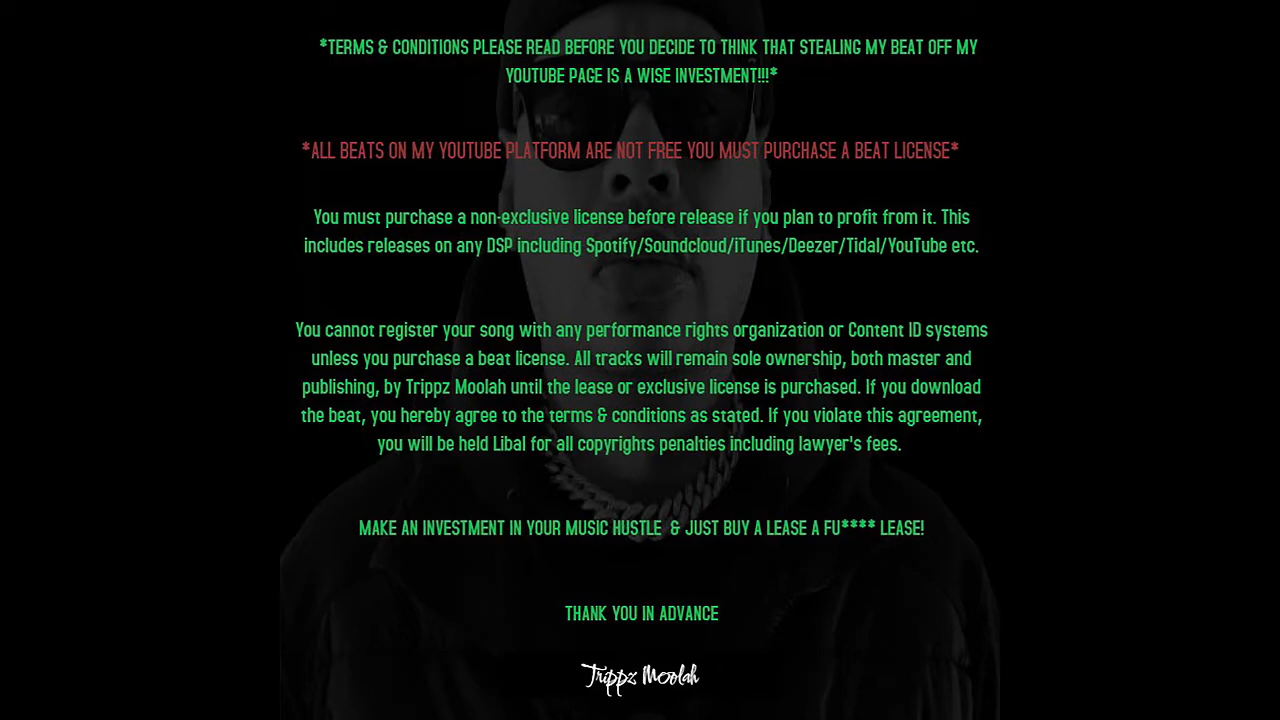 *TERMS & CONDITIONS PLEASE READ BEFORE YOU DECIDE TO THINK THAT STEALING MY BEAT OFF MY
YOUTUBE PAGE IS A WISE INVESTMENT!!!*
*ALL BEATS ON MY YOUTUBE PLATFORM ARE NOT FREE YOU MUST PURCHASE A BEAT LICENSE*
You must purchase a non-exclusive license before release if you plan to profit from it. This
includes releases on any DSP including Spotify/Soundcloud/iTunes/Deezer/Tidal/YouTube etc.
You cannot register your song with any performance rights organization or Content ID systems
unless you purchase a beat license. All tracks will remain sole ownership, both master and
publishing, by Trippz Moolah until the lease or exclusive license is purchased. If you download
the beat, you hereby agree to the terms & conditions as stated. If you violate this agreement,
you will be held Libal for all copyrights penalties including lawyer's fees.
MAKE AN INVESTMENT IN YOUR MUSIC HUSTLE & JUST BUY A LEASE A FU**** LEASE!
THANK YOU IN ADVANCE
Trippz Moolah